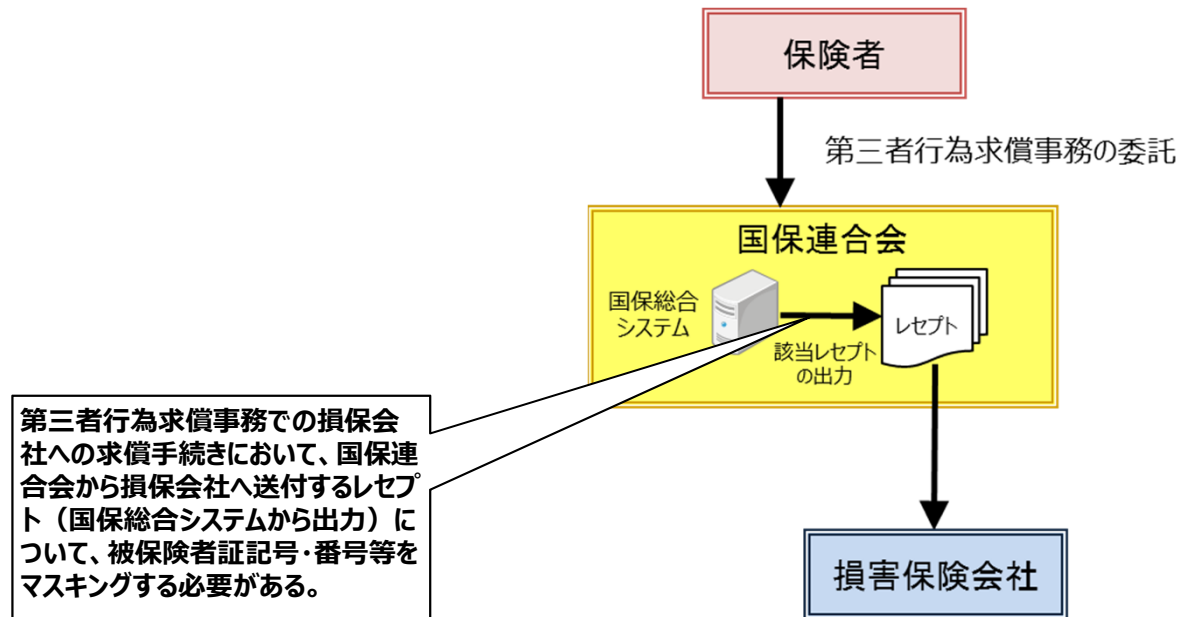 保険者
第三者行為求償事務の委託
国保連合会
国保総合
システム
レセプト
該当レセプト
の出力
第三者行為求償事務での損保会
社への求償手続きにおいて、国保連
合会から損保会社へ送付するレセプ
ト（国保総合システムから出力）に
ついて、被保険者証記号・番号等を
マスキングする必要がある。
損害保険会社